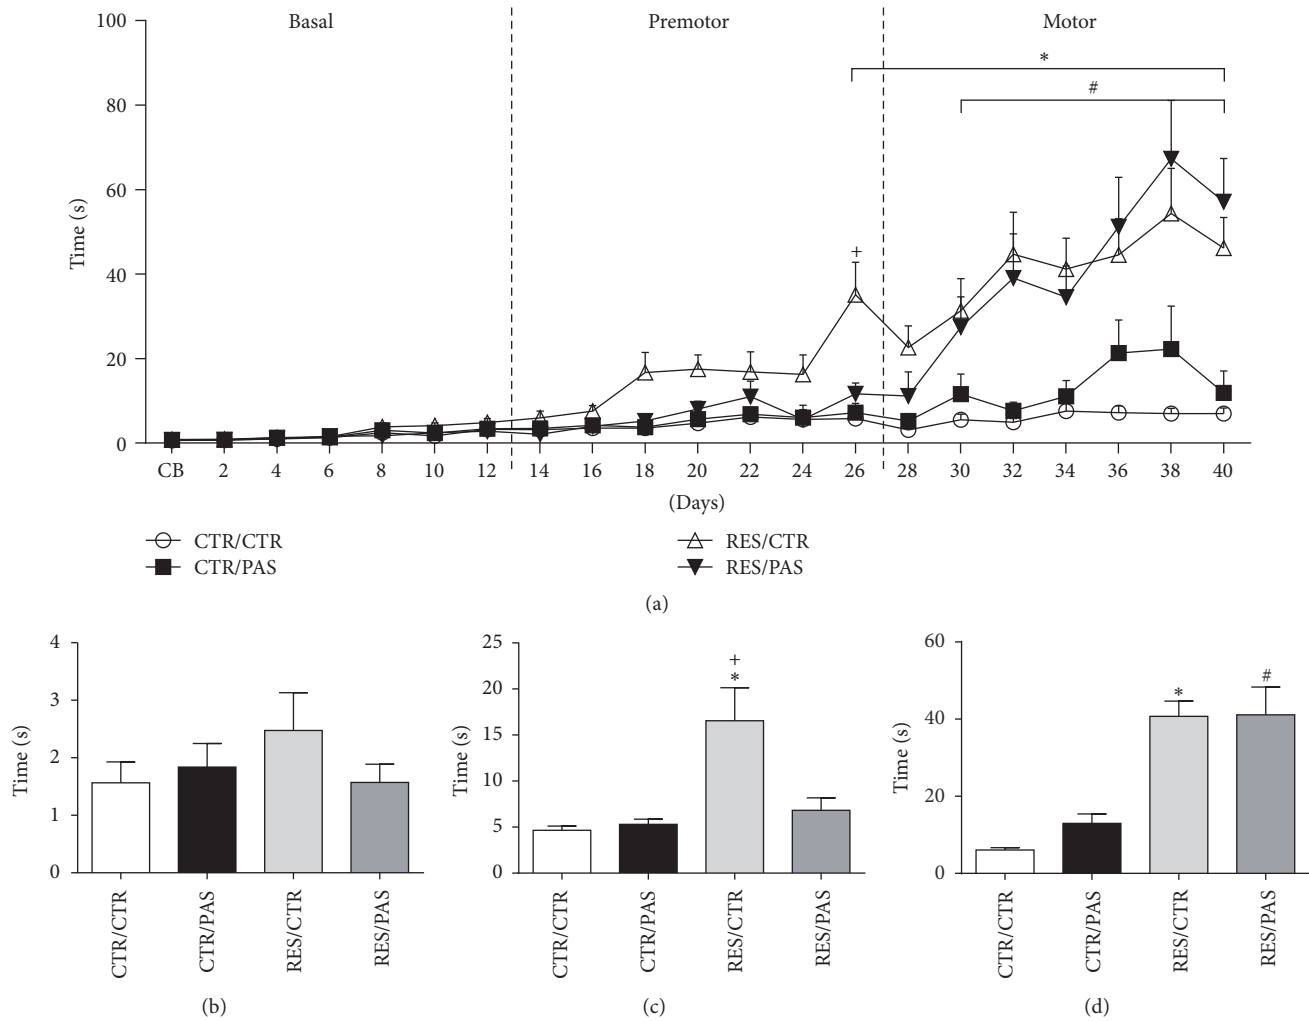 Basal Premotor Motor
100
80
60
40
20
0
Time (s)
*
#
+
CB 2 4 6 8 10 12 14 16 18 20 22 24 26 28 30 32 34 36 38 40
(Days)
CTR/CTR RES/CTR
CTR/PAS RES/PAS
(a)
4
3
2
1
0
Time (s)
CTR/CTR
CTR/PAS
RES/CTR
RES/PAS
(b)
25
20
15
10
5
0
Time (s)
+
*
CTR/CTR
CTR/PAS
RES/CTR
RES/PAS
(c)
60
40
20
0
Time (s)
*
#
CTR/CTR
CTR/PAS
RES/CTR
RES/PAS
(d)